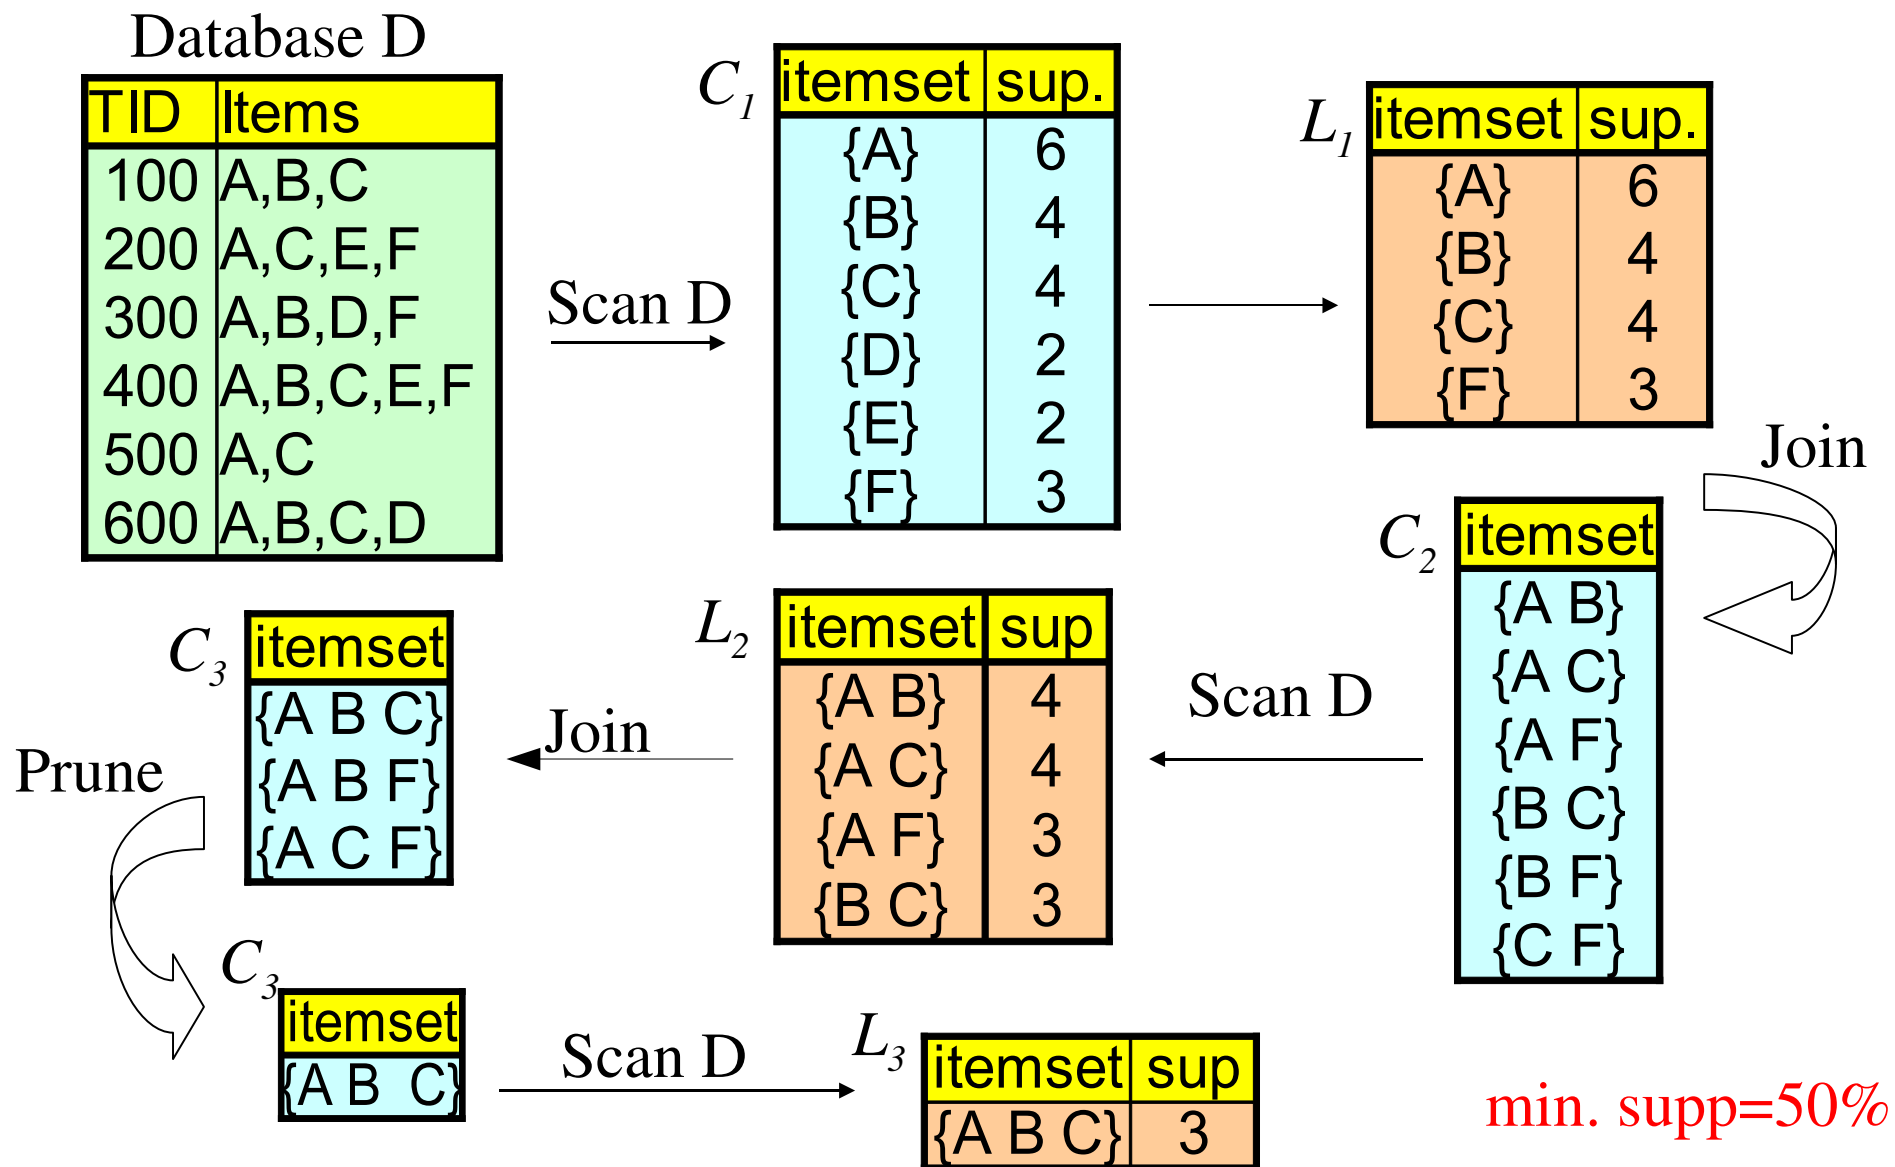 Database D
TID Items
100 A,B,C
200 A,C,E,F
300 A,B,D,F
400 A,B,C,E,F
500 A,C
600 A,B,C,D
Scan D
C1
itemset sup.
{A} 6
{B} 4
{C} 4
{D} 2
{E} 2
{F} 3
L1
itemset sup.
{A} 6
{B} 4
{C} 4
{F} 3
Join
C2
itemset
{A B}
{A C}
{A F}
{B C}
{B F}
{C F}
Scan D
L2
itemset sup
{A B} 4
{A C} 4
{A F} 3
{B C} 3
Join
C3
itemset
{A B C}
{A B F}
{A C F}
Prune
C3
itemset
{A B C}
Scan D
L3
itemset sup
{A B C} 3
min. supp=50%